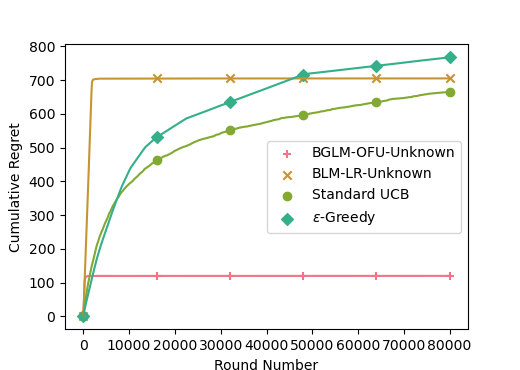 800
700
600
500
400
300
200
100
0
Cumulative Regret
BGLM-OFU-Unknown
BLM-LR-Unknown
Standard UCB
ε-Greedy
0 10000 20000 30000 40000 50000 60000 70000 80000
Round Number